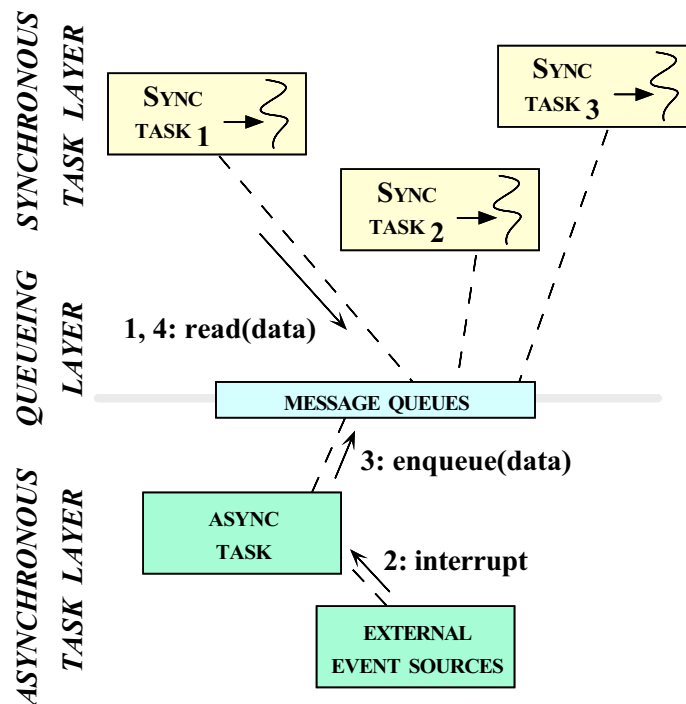 SYNCHRONOUS
TASK LAYER
SYNC
TASK 1
SYNC
TASK 2
SYNC
TASK 3
QUEUEING
LAYER
1, 4: read(data)
MESSAGE QUEUES
3: enqueue(data)
ASYNCHRONOUS
TASK LAYER
ASYNC
TASK
2: interrupt
EXTERNAL
EVENT SOURCES